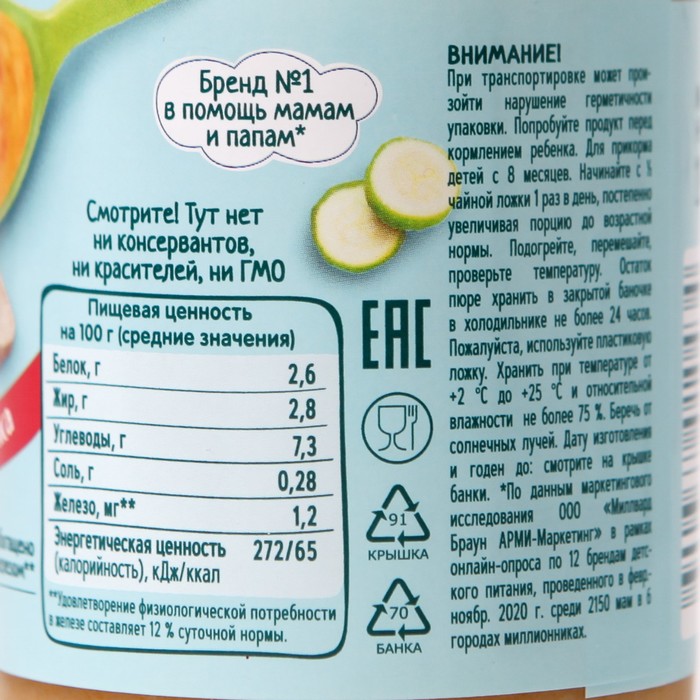 Бренд №1
в помощь мамам
и папам*
Смотрите! Тут нет
ни консервантов,
ни красителей, ни ГМО
Пищевая ценность
на 100 г (средние значения)
Белок, г 2,6
Жир, г 2,8
Углеводы, г 7,3
Соль, г 0,28
Железо, мг** 1,2
Энергетическая ценность 272/65
(калорийность), кДж/ккал
**Удовлетворение физиологической потребности
в железе составляет 12 % суточной нормы.
ЕАС
91
КРЫШКА
70
БАНКА
ВНИМАНИЕ!
При транспортировке может прои-
зойти нарушение герметичности
упаковки. Попробуйте продукт перед
кормлением ребенка. Для прикорма
детей с 8 месяцев. Начинайте с ½
чайной ложки 1 раз в день, постепенно
увеличивая порцию до возрастной
нормы. Подогрейте, перемешайте,
проверьте температуру. Остаток
пюре хранить в закрытой баночке
в холодильнике не более 24 часов.
Пожалуйста, используйте пластиковую
ложку. Хранить при температуре от
+2 °C до +25 °C и относительной
влажности не более 75 %. Беречь от
солнечных лучей. Дату изготовления
и годен до: смотрите на крышке
банки. *По данным маркетингового
исследования ООО «Миллвард
Браун АРМИ-Маркетинг» в рамках
онлайн-опроса по 12 брендам детс-
кого питания, проведенного в февр-
ноябр. 2020 г. среди 2150 мам в 6
городах миллионниках.